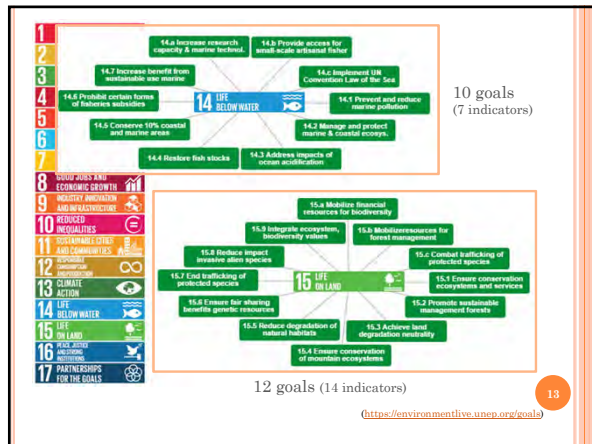 1
2
3
4
5
6
7
8
GOOD JOBS AND
ECONOMIC GROWTH
9
INDUSTRY, INNOVATION
AND INFRASTRUCTURE
10
REDUCED
INEQUALITIES
11
SUSTAINABLE CITIES
AND COMMUNITIES
12
RESPONSIBLE
CONSUMPTION
13
CLIMATE
ACTION
14
LIFE
BELOW WATER
15
LIFE
ON LAND
16
PEACE, JUSTICE
AND STRONG
INSTITUTIONS
17
PARTNERSHIPS
FOR THE GOALS
14.a Increase research
capacity & marine technol.
14.b Provide access for
small-scale artisanal fisher
14.7 Increase benefit from
sustainable use marine
14.c Implement UN
Convention Law of the Sea
14.6 Prohibit certain forms
of fisheries subsidies
14 LIFE
BELOW WATER
14.1 Prevent and reduce
marine pollution
14.5 Conserve 10% coastal
and marine areas
14.2 Manage and protect
marine & coastal ecosys.
14.4 Restore fish stocks
14.3 Address impacts of
ocean acidification
10 goals
(7 indicators)
15.a Mobilize financial
resources for biodiversity
15.9 Integrate ecosystem,
biodiversity values
15.b Mobilizeresources for
forest management
15.8 Reduce impact
invasive alien species
15.c Combat trafficking of
protected species
15.7 End trafficking of
protected species
15 LIFE
ON LAND
15.1 Ensure conservation
ecosystems and services
15.6 Ensure fair sharing
benefits genetic resources
15.2 Promote sustainable
management forests
15.5 Reduce degradation of
natural habitats
15.3 Achieve land
degradation neutrality
15.4 Ensure conservation
of mountain ecosystems
12 goals (14 indicators)
13
(https://environmentlive.unep.org/goals)